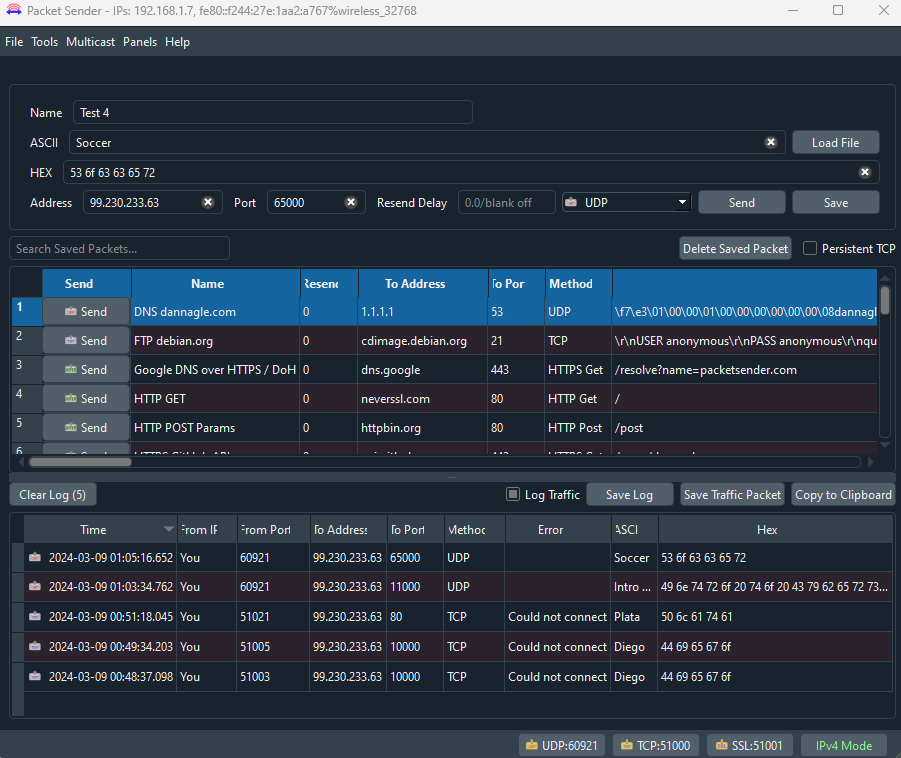 Packet Sender - IPs: 192.168.1.7, fe80::f244:27e:1aa2:a767%wireless_32768
File Tools Multicast Panels Help
Name Test 4
ASCII Soccer Load File
HEX 53 6f 63 63 65 72
Address 99.230.233.63 Port 65000 Resend Delay 0.0/blank off UDP Send Save
Search Saved Packets... Delete Saved Packet Persistent TCP
Send Name Resend To Address To Por Method
1 Send DNS dannagle.com 0 1.1.1.1 53 UDP \f7\e3\01\00\00\01\00\00\00\00\00\00\08dannagl
2 Send FTP debian.org 0 cdimage.debian.org 21 TCP \r\nUSER anonymous\r\nPASS anonymous\r\nqu
3 Send Google DNS over HTTPS / DoH 0 dns.google 443 HTTPS Get /resolve?name=packetsender.com
4 Send HTTP GET 0 neverssl.com 80 HTTP Get /
5 Send HTTP POST Params 0 httpbin.org 80 HTTP Post /post
6
Clear Log (5) Log Traffic Save Log Save Traffic Packet Copy to Clipboard
Time From IP From Port To Address To Port Method Error ASCI Hex
2024-03-09 01:05:16.652 You 60921 99.230.233.63 65000 UDP Soccer 53 6f 63 63 65 72
2024-03-09 01:03:34.762 You 60921 99.230.233.63 11000 UDP Intro ... 49 6e 74 72 6f 20 74 6f 20 43 79 62 65 72 73...
2024-03-09 00:51:18.045 You 51021 99.230.233.63 80 TCP Could not connect Plata 50 6c 61 74 61
2024-03-09 00:49:34.203 You 51005 99.230.233.63 10000 TCP Could not connect Diego 44 69 65 67 6f
2024-03-09 00:48:37.098 You 51003 99.230.233.63 10000 TCP Could not connect Diego 44 69 65 67 6f
UDP:60921 TCP:51000 SSL:51001 IPv4 Mode